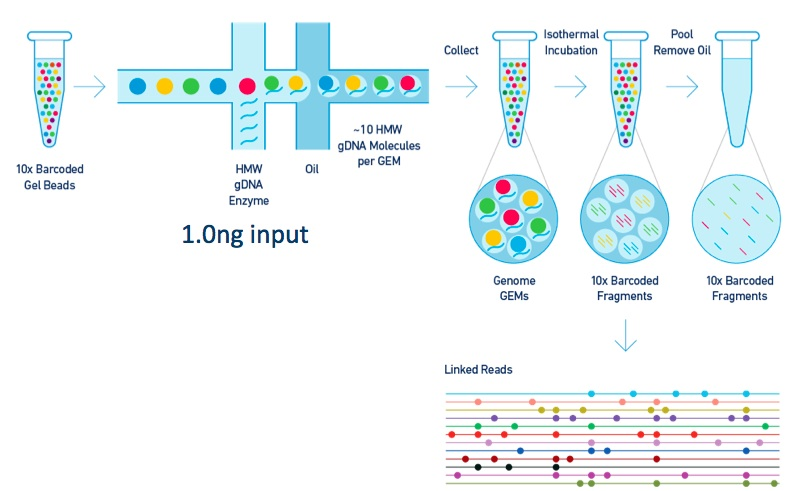 Collect
Isothermal
Incubation
Pool
Remove Oil
10x Barcoded
Gel Beads
HMW
gDNA
Enzyme
Oil
~10 HMW
gDNA Molecules
per GEM
1.0ng input
Genome
GEMs
10x Barcoded
Fragments
10x Barcoded
Fragments
Linked Reads